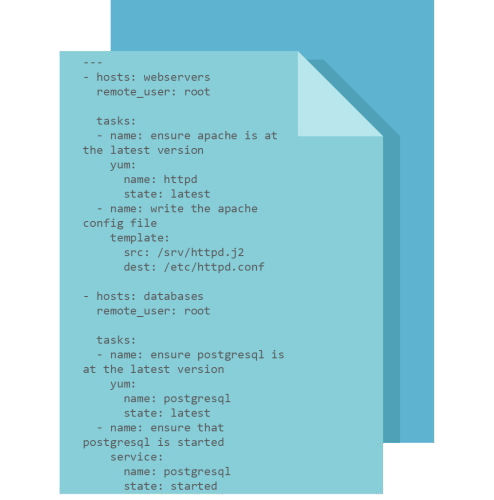 ---
- hosts: webservers
  remote_user: root

  tasks:
  - name: ensure apache is at
the latest version
    yum:
      name: httpd
      state: latest
  - name: write the apache
config file
    template:
      src: /srv/httpd.j2
      dest: /etc/httpd.conf

- hosts: databases
  remote_user: root

  tasks:
  - name: ensure postgresql is
at the latest version
    yum:
      name: postgresql
      state: latest
  - name: ensure that
postgresql is started
    service:
      name: postgresql
      state: started